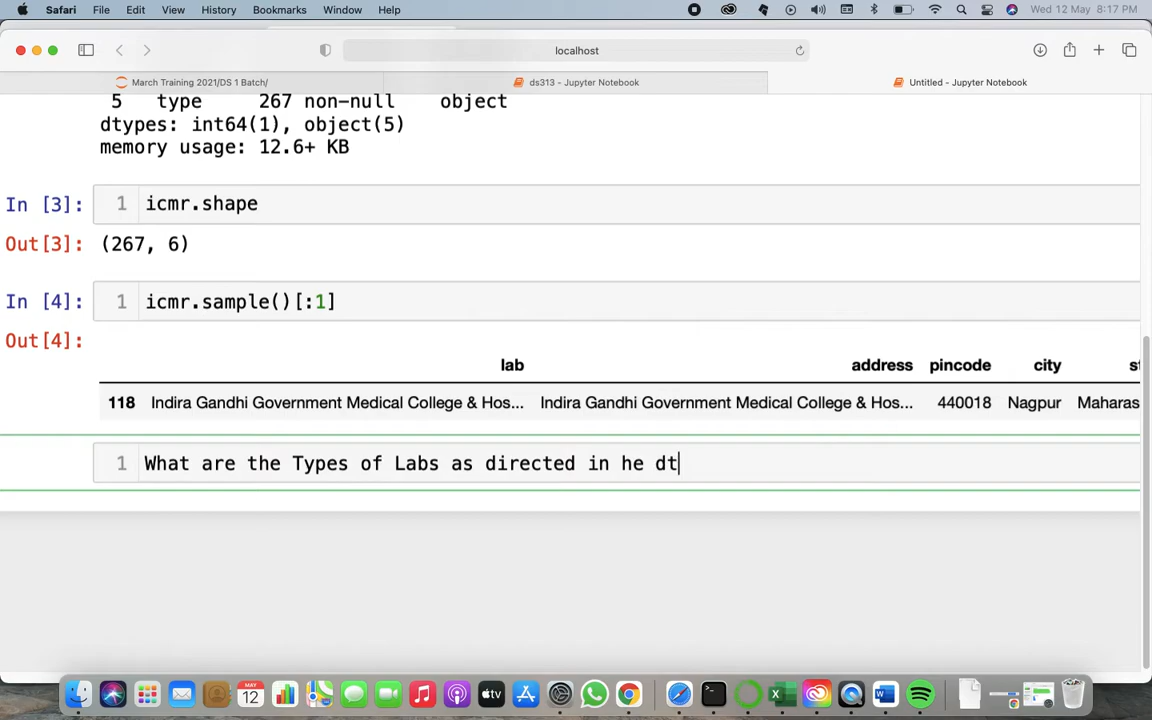 Safari File Edit View History Bookmarks Window Help Wed 12 May 8:17 PM
localhost
March Training 2021/DS 1 Batch/ ds313 - Jupyter Notebook Untitled - Jupyter Notebook
5 type 267 non-null object
dtypes: int64(1), object(5)
memory usage: 12.6+ KB
In [3]: 1 icmr.shape
Out[3]: (267, 6)
In [4]: 1 icmr.sample()[:1]
Out[4]:
lab address pincode city st
118 Indira Gandhi Government Medical College & Hos... Indira Gandhi Government Medical College & Hos... 440018 Nagpur Maharas
1 What are the Types of Labs as directed in he dt
MAY
12 tv W